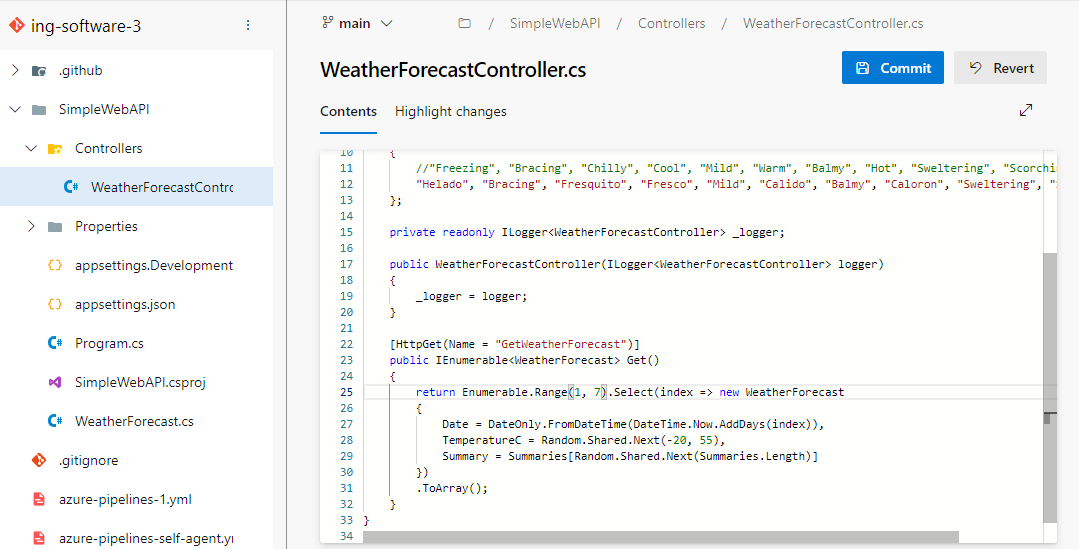 ing-software-3
.github
SimpleWebAPI
Controllers
WeatherForecastContrc
Properties
appsettings.Development
appsettings.json
Program.cs
SimpleWebAPI.csproj
WeatherForecast.cs
.gitignore
azure-pipelines-1.yml
azure-pipelines-self-agent.yı
main
/ SimpleWebAPI / Controllers / WeatherForecastController.cs
WeatherForecastController.cs
Commit
Revert
Contents
Highlight changes
10 {
11 //"Freezing", "Bracing", "Chilly", "Cool", "Mild", "Warm", "Balmy", "Hot", "Sweltering", "Scorchi
12 "Helado", "Bracing", "Fresquito", "Fresco", "Mild", "Calido", "Balmy", "Caloron", "Sweltering",
13 };
14
15 private readonly ILogger<WeatherForecastController> _logger;
16
17 public WeatherForecastController(ILogger<WeatherForecastController> logger)
18 {
19 _logger = logger;
20 }
21
22 [HttpGet(Name = "GetWeatherForecast")]
23 public IEnumerable<WeatherForecast> Get()
24 {
25 return Enumerable.Range(1, 7).Select(index => new WeatherForecast
26 {
27 Date = DateOnly.FromDateTime(DateTime.Now.AddDays(index)),
28 TemperatureC = Random.Shared.Next(-20, 55),
29 Summary = Summaries[Random.Shared.Next(Summaries.Length)]
30 })
31 .ToArray();
32 }
33 }
34